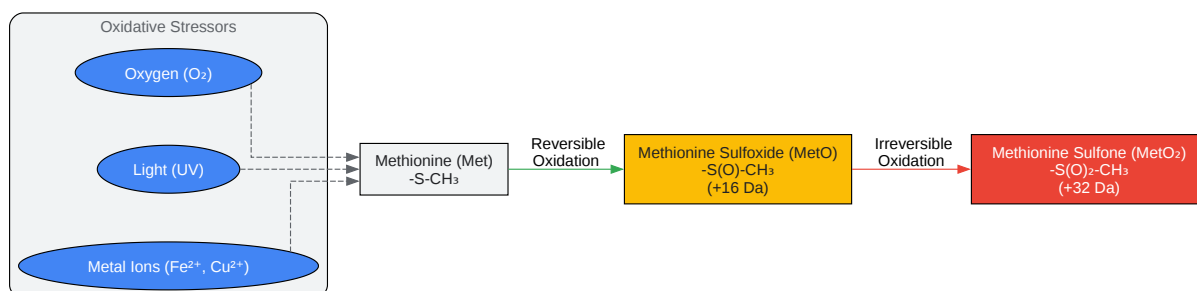 Oxidative Stressors
Oxygen (O₂)
Light (UV)
Metal Ions (Fe²⁺, Cu²⁺)
Methionine (Met)
-S-CH₃
Reversible
Oxidation
Methionine Sulfoxide (MetO)
-S(O)-CH₃
(+16 Da)
Irreversible
Oxidation
Methionine Sulfone (MetO₂)
-S(O)₂-CH₃
(+32 Da)